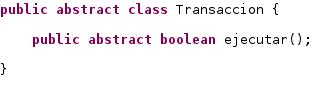 public abstract class Transaccion {
public abstract boolean ejecutar();
}